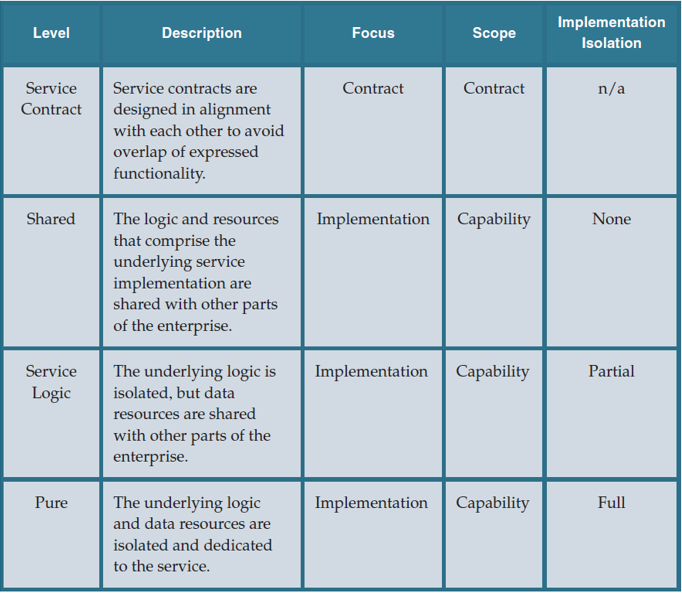 Level
Description
Focus
Scope
Implementation
Isolation
Service
Contract
Service contracts are
designed in alignment
with each other to avoid
overlap of expressed
functionality.
Contract
Contract
n/a
Shared
The logic and resources
that comprise the
underlying service
implementation are
shared with other parts
of the enterprise.
Implementation
Capability
None
Service
Logic
The underlying logic is
isolated, but data
resources are shared
with other parts of the
enterprise.
Implementation
Capability
Partial
Pure
The underlying logic
and data resources are
isolated and dedicated
to the service.
Implementation
Capability
Full